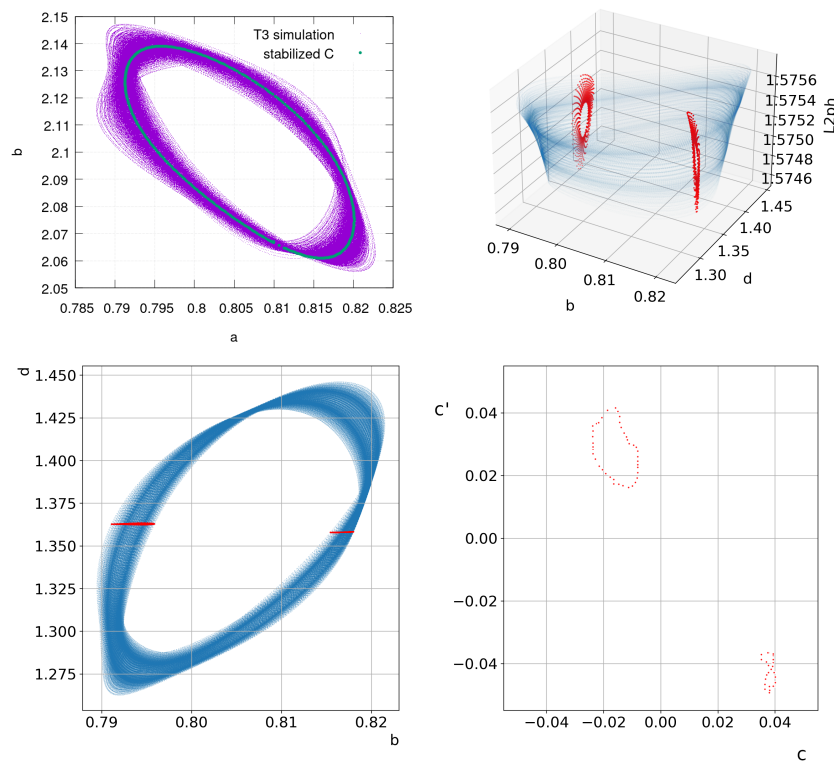 2.15
2.14
2.13
2.12
2.11
2.1
2.09
2.08
2.07
2.06
2.05
b
T3 simulation
stabilized C
0.785 0.79 0.795 0.8 0.805 0.81 0.815 0.82 0.825
a
1.5756
1.5754
1.5752
1.5750
1.5748
1.5746
L2nh
1.45
1.40
1.35
1.30
d
0.79
0.80
0.81
0.82
b
d
1.450
1.425
1.400
1.375
1.350
1.325
1.300
1.275
0.79 0.80 0.81 0.82
b
c'
0.04
0.02
0.00
−0.02
−0.04
−0.04 −0.02 0.00 0.02 0.04
c